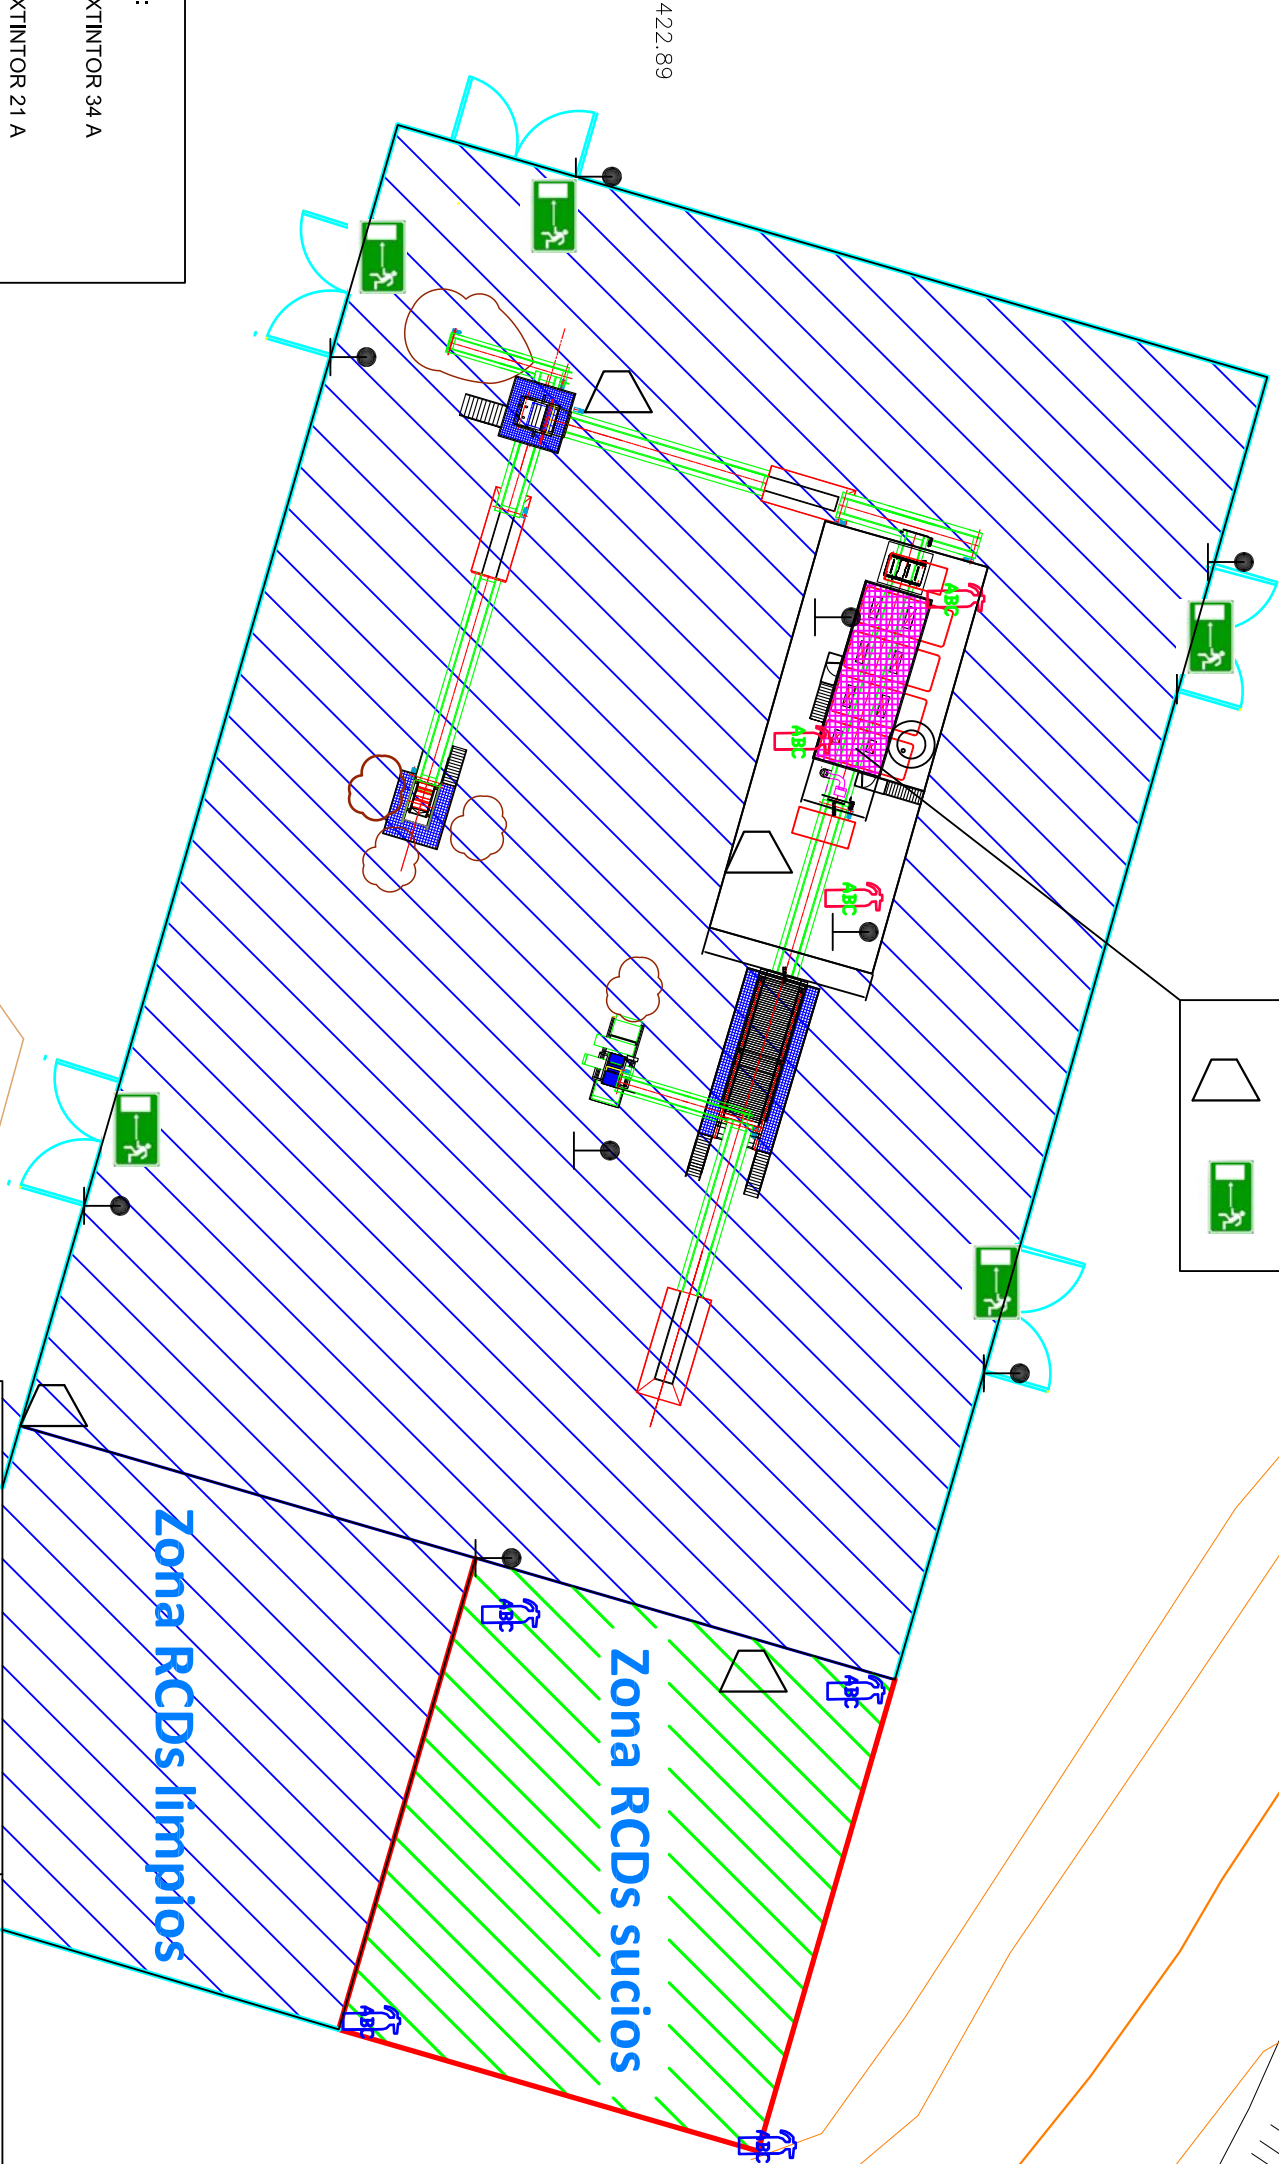 :
XTINTOR 34 A
XTINTOR 21 A
422.89
ABC
ABC
ABC
Zona RCDs limpios
Zona RCDs sucios
ABC
ABC
ABC
ABC